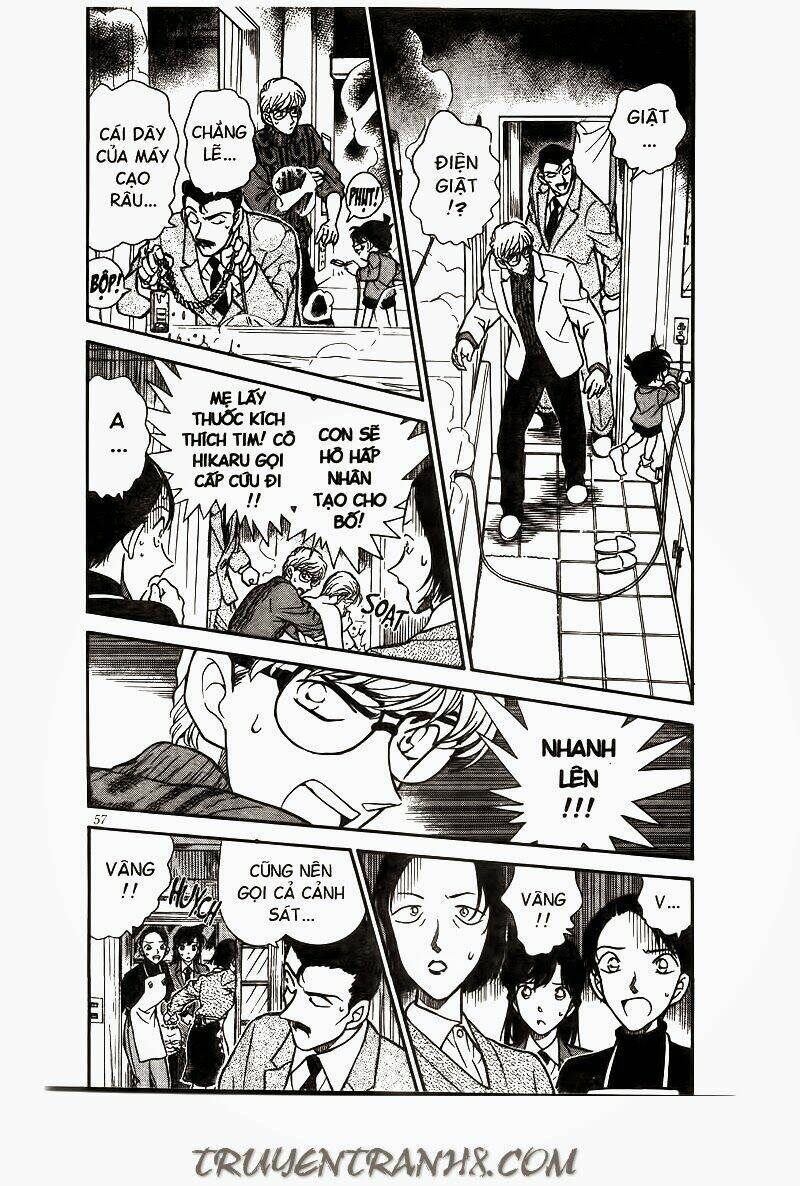 GIẬT
...
ĐIỆN
GIẬT
!?
CHẲNG
LẼ...
CÁI DÂY
CỦA MÁY
CẠO
RÂU...
PHỤT!
BỘP!
CON SẼ
HÔ HẤP
NHÂN
TẠO CHO
BỐ!
MẸ LẤY
THUỐC KÍCH
THÍCH TIM! CÔ
HIKARU GỌI
CẤP CỨU ĐI
!!
A
...
SOẠT
NHANH
LÊN
!!!
57
V...
VÂNG
!!
CŨNG NÊN
GỌI CẢ CẢNH
SÁT...
VÂNG
!!
HUỲCH
TRUYENTRANH8.COM